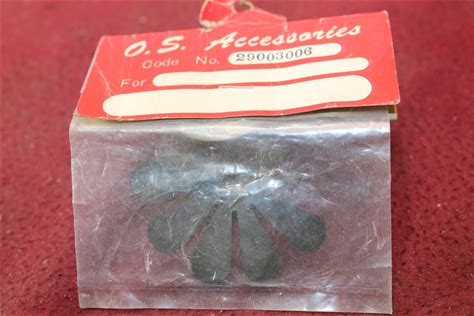 O.S. Accessories
Code No. 29003006
For